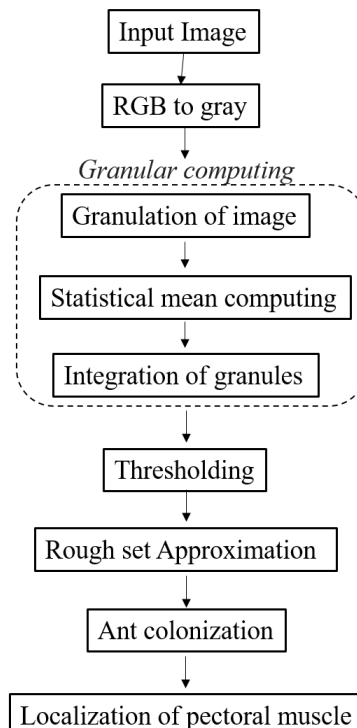 Input Image
RGB to gray
Granular computing
Granulation of image
Statistical mean computing
Integration of granules
Thresholding
Rough set Approximation
Ant colonization
Localization of pectoral muscle